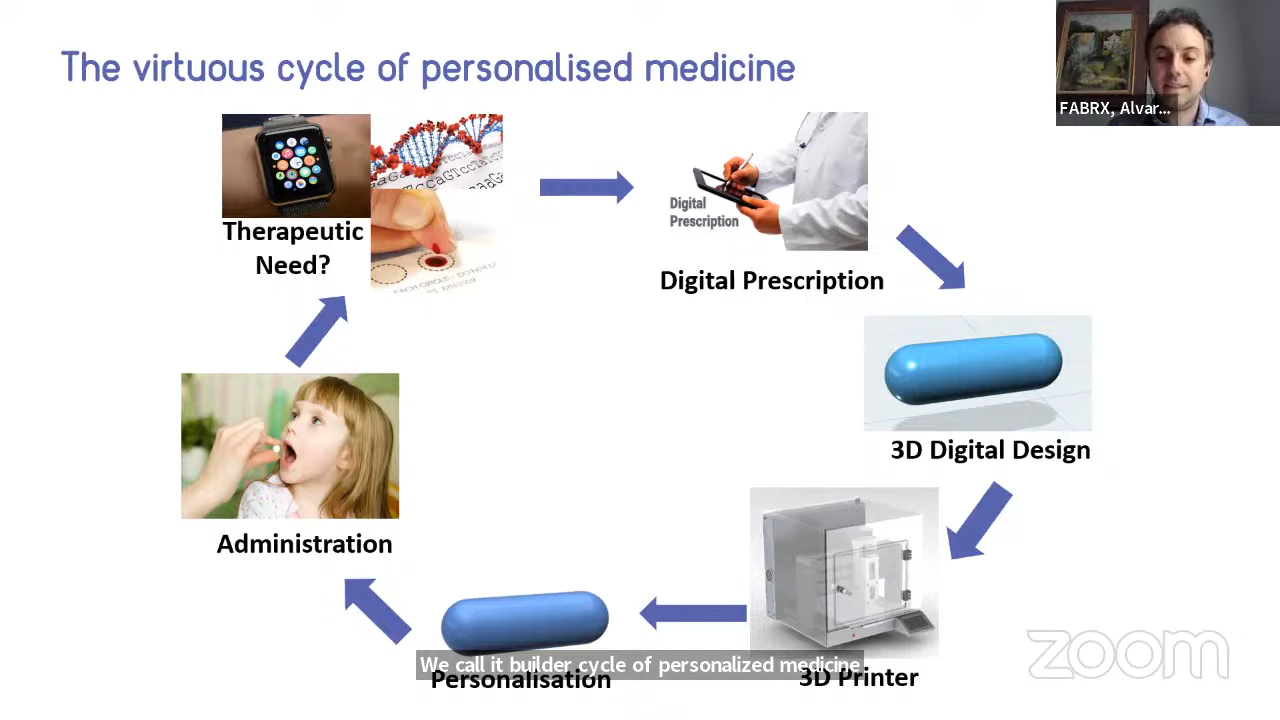 The virtuous cycle of personalised medicine
FABRX, Alvar...
Therapeutic
Need?
Digital
Prescription
Digital Prescription
3D Digital Design
Administration
We call it builder cycle of personalized medicine
Personalisation
3D Printer
zoom